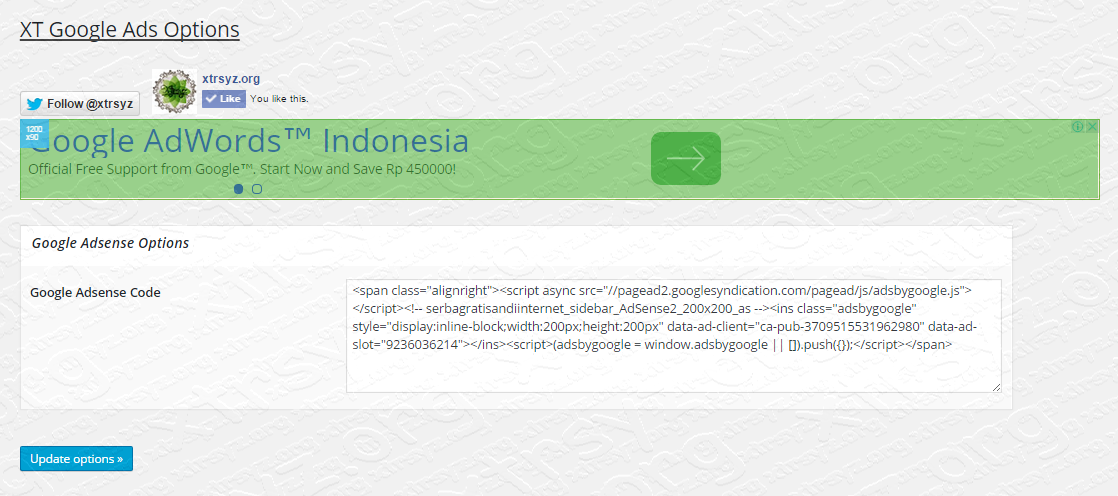 XT Google Ads Options
xtrsyz.org
Follow @xtrsyz
Like You like this.
1200
x90
Google AdWords™ Indonesia
Official Free Support from Google™. Start Now and Save Rp 450000!
Google Adsense Options
Google Adsense Code
<span class="alignright"><script async src="//pagead2.googlesyndication.com/pagead/js/adsbygoogle.js">
</script><!-- serbagratisandiinternet_sidebar_AdSense2_200x200_as --><ins class="adsbygoogle"
style="display:inline-block;width:200px;height:200px" data-ad-client="ca-pub-3709515531962980" data-ad-
slot="9236036214"></ins><script>(adsbygoogle = window.adsbygoogle || []).push({});</script></span>
Update options »